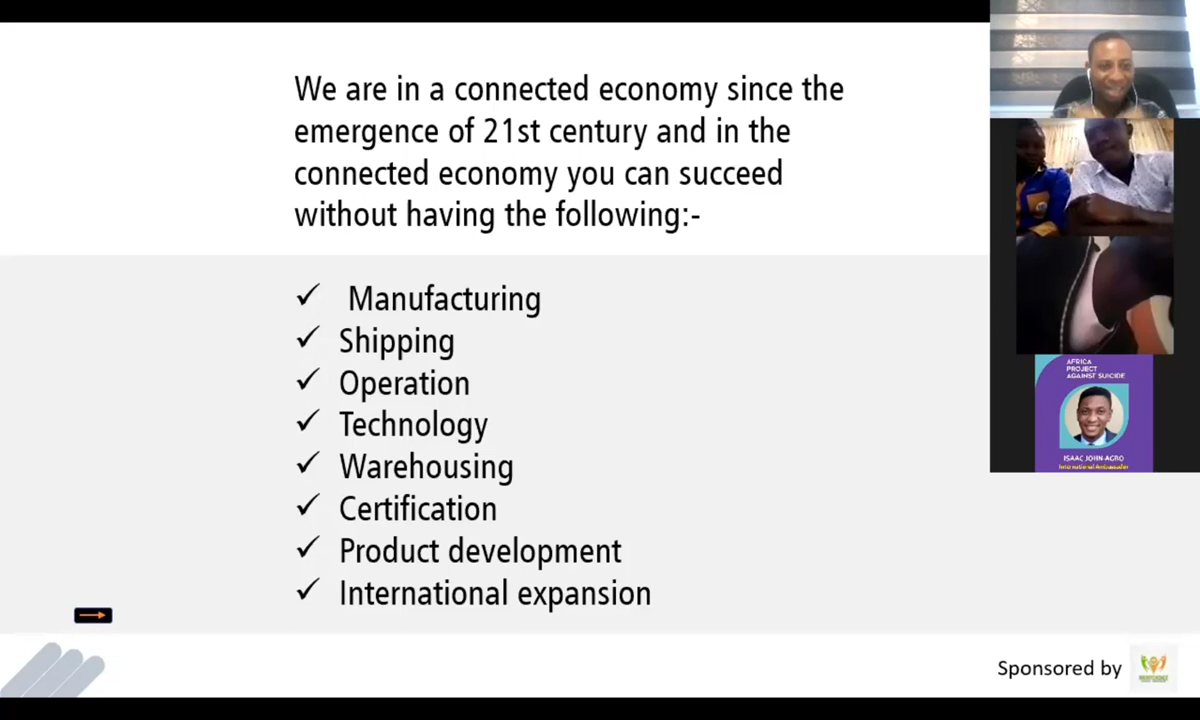 We are in a connected economy since the
emergence of 21st century and in the
connected economy you can succeed
without having the following:-
✓ Manufacturing
✓ Shipping
✓ Operation
✓ Technology
✓ Warehousing
✓ Certification
✓ Product development
✓ International expansion
AFRICA
PROJECT
AGAINST SUICIDE
ISAAC JOHN-AGBO
International Ambassador
Sponsored by